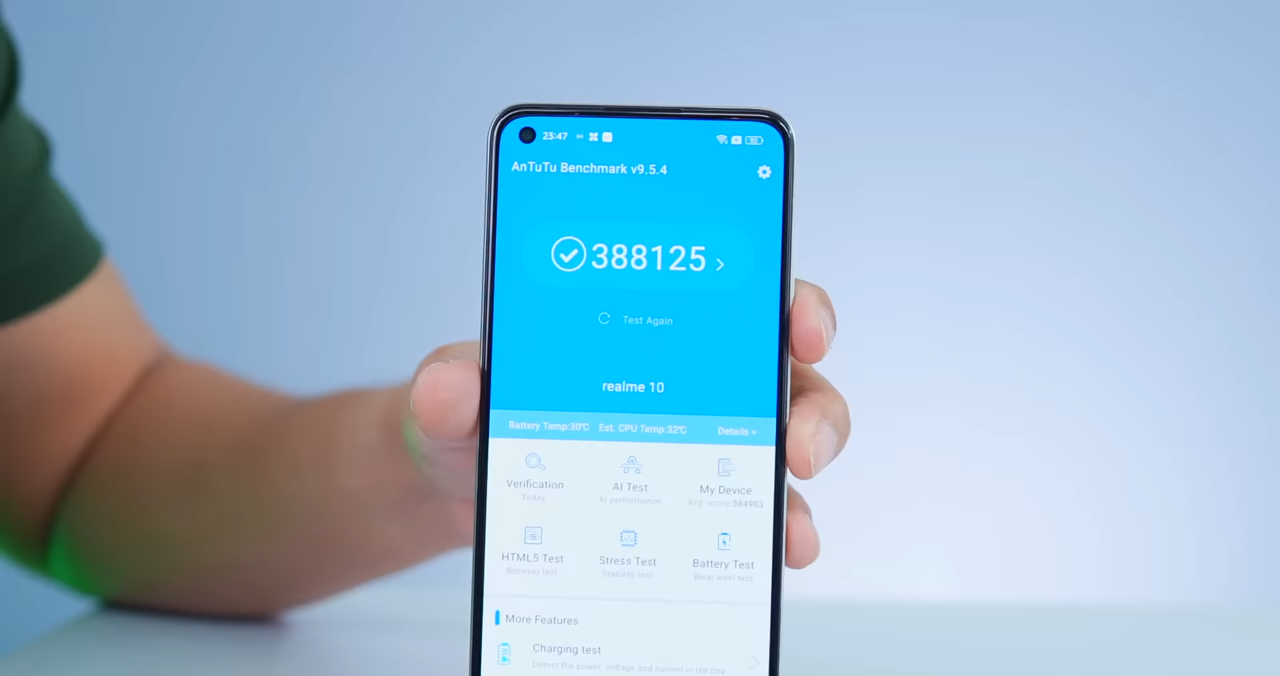 23:47
AnTuTu Benchmark v9.5.4
388125 >
Test Again
realme 10
Battery Temp:30℃ Est. CPU Temp:32℃ Details >
Verification AI Test My Device
Today AI performance Avg. score:384903
HTML5 Test Stress Test Battery Test
Browser test Stability test Wear level test
More Features
Charging test
Detect the power, voltage and current in the cha